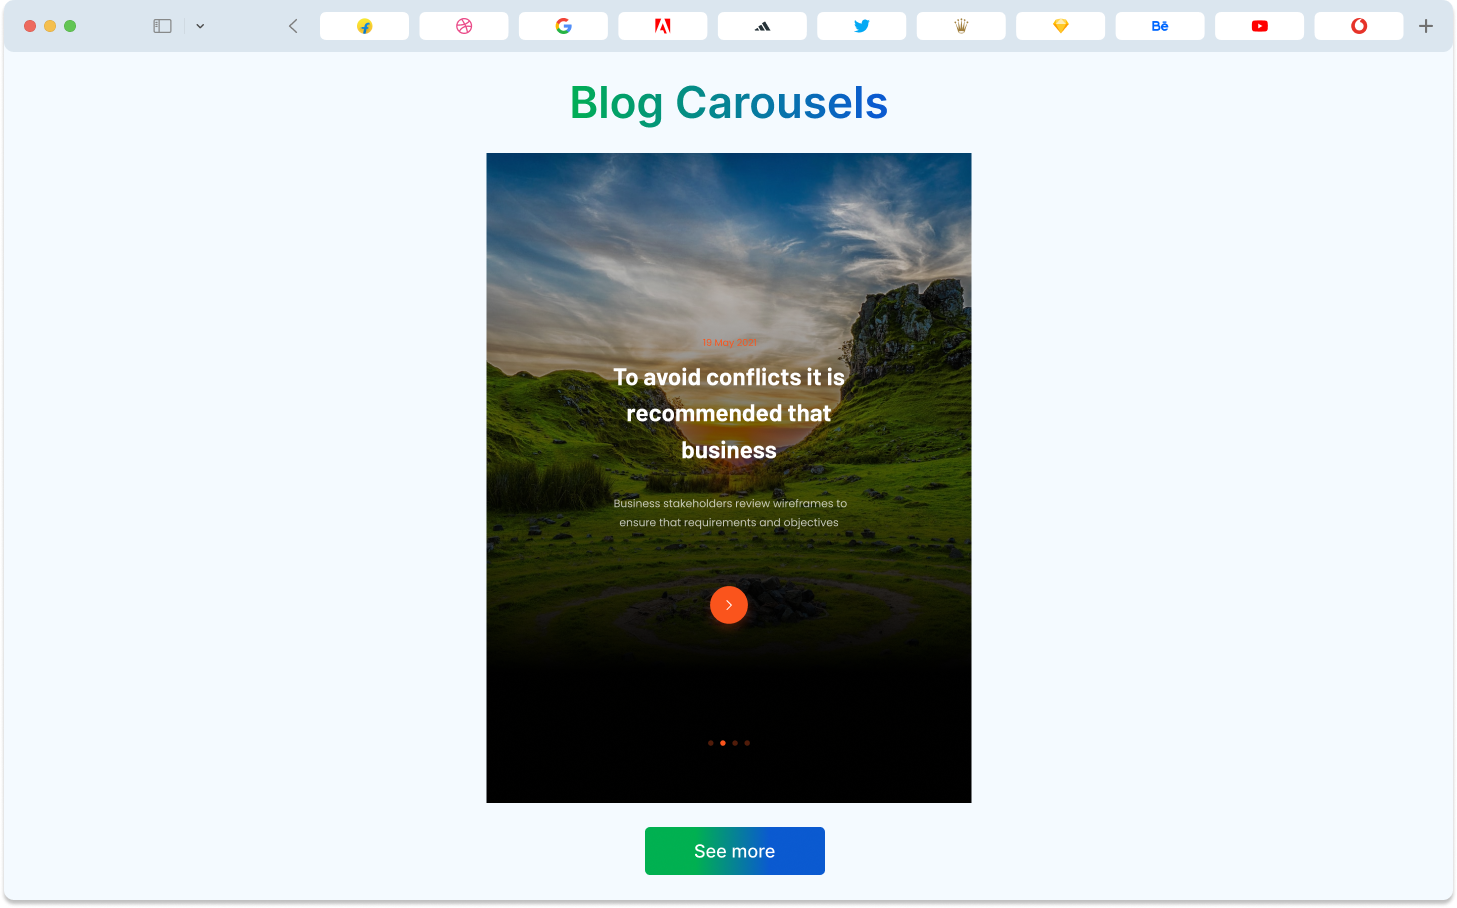 Bē
Blog Carousels
19 May 2021
To avoid conflicts it is
recommended that
business
Business stakeholders review wireframes to
ensure that requirements and objectives
See more